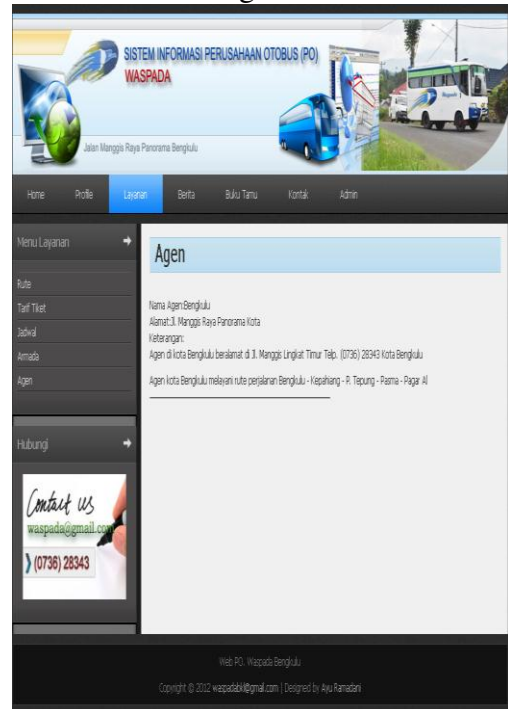 SISTEM INFORMASI PERUSAHAAN OTOBUS (PO)
WASPADA
Jalan Manggis Raya Panorama Bengkulu
Home Profile Layanan Berita Buku Tamu Kontak Admin
Menu Layanan
Rute
Tarif Tiket
Jadwal
Armada
Agen
Hubungi
Contact us
waspada@gmail.com
(0736) 28343
Agen
Nama Agen:Bengkulu
Alamat:Jl. Manggis Raya Panorama Kota
Keterangan:
Agen di kota Bengkulu beralamat di Jl. Manggis Lingkat Timur Telp. (0736) 28343 Kota Bengkulu
Agen kota Bengkulu melayani rute perjalanan Bengkulu - Kepahiang - P. Tepung - Pasma - Pagar Al
Web PO. Waspada Bengkulu
Copyright © 2012 waspadabkl@gmail.com | Designed by Ayu Ramadani